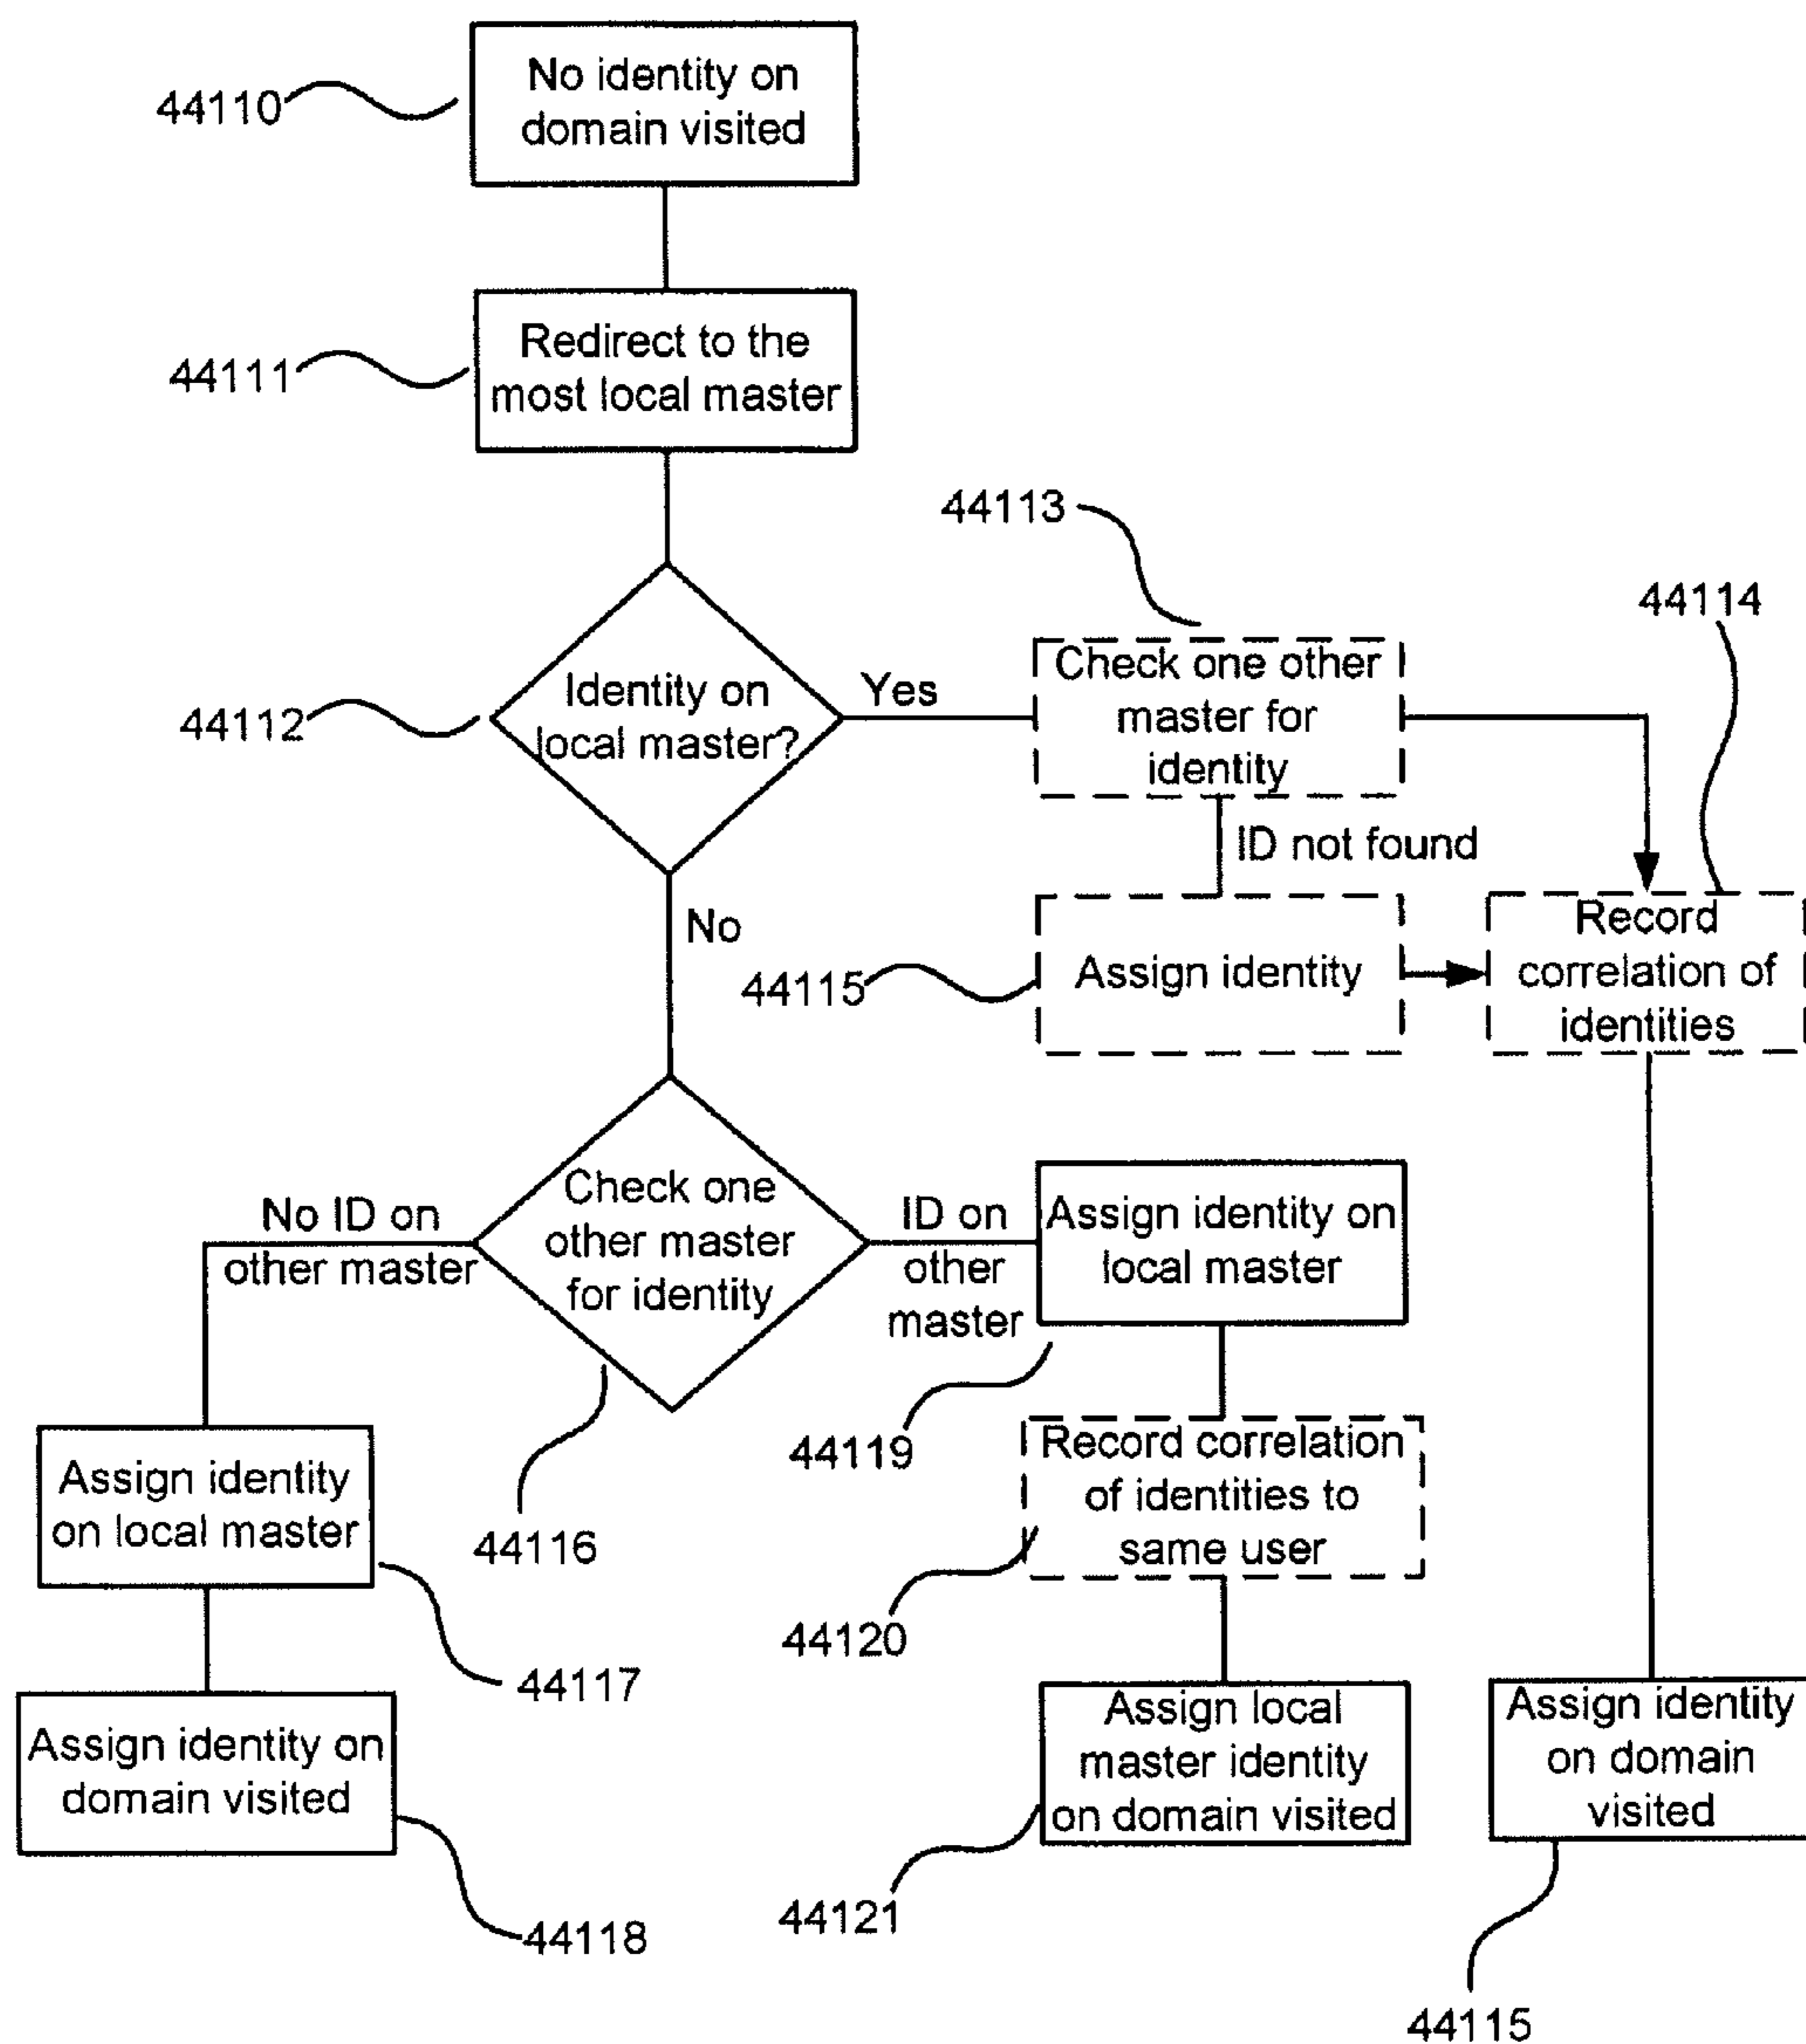 No identity on
domain visited
44110
Redirect to the
most local master
44111
44113
44114
Identity on
local master?
44112
Yes
Check one other
master for
identity
ID not found
No
44115
Assign identity
Record
correlation of
identities
Check one
other master
for identity
No ID on
other master
ID on
other
master
Assign identity on
local master
44119
44116
Assign identity
on local master
44117
Record correlation
of identities to
same user
44120
Assign identity on
domain visited
44118
Assign local
master identity
on domain visited
44121
Assign identity
on domain
visited
44115